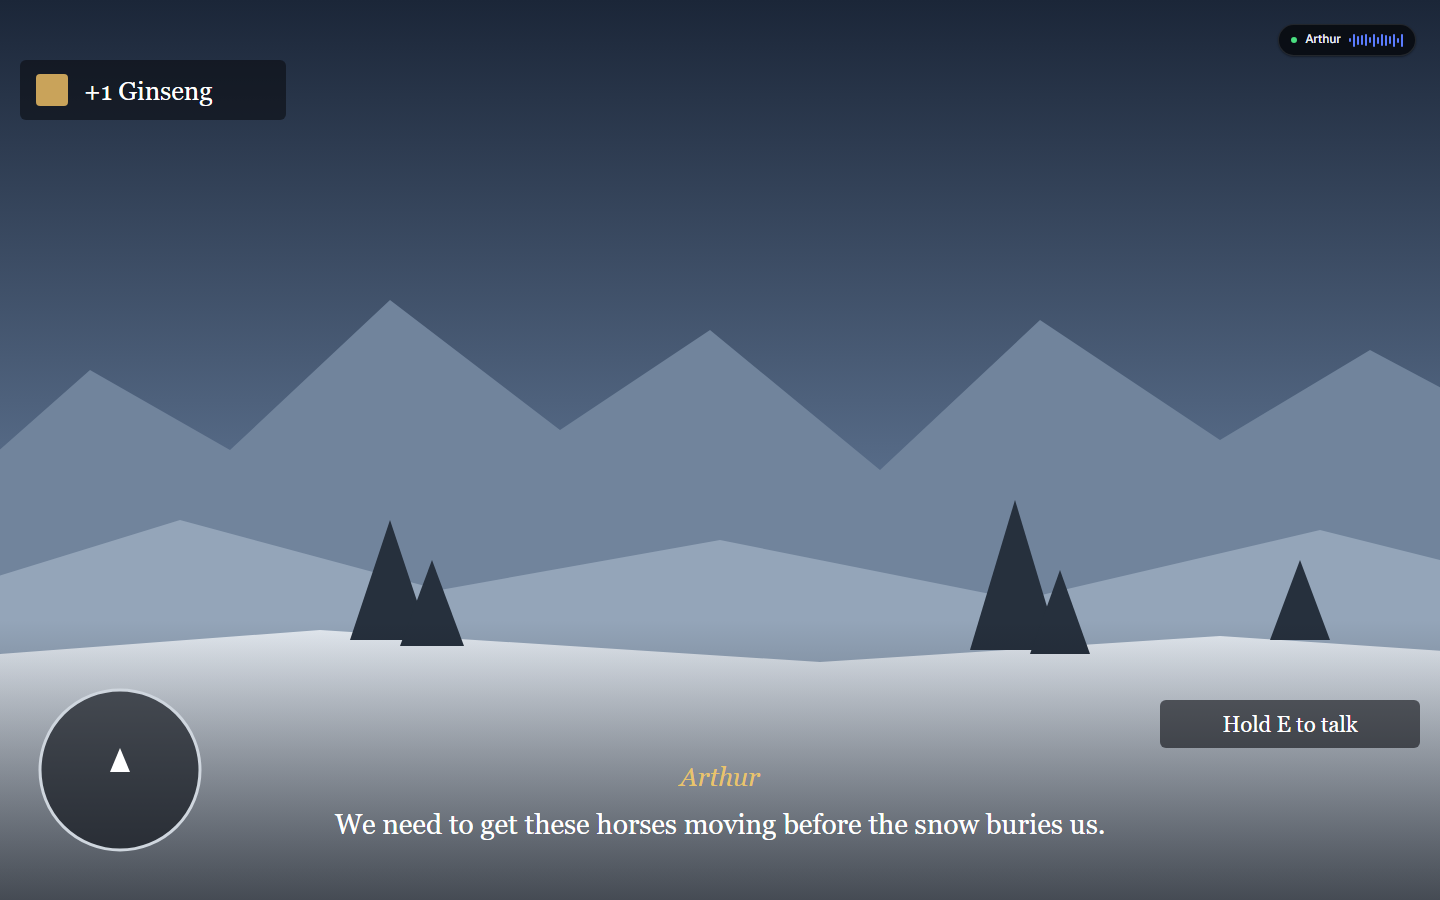 Arthur
+1 Ginseng
Hold E to talk
Arthur
We need to get these horses moving before the snow buries us.